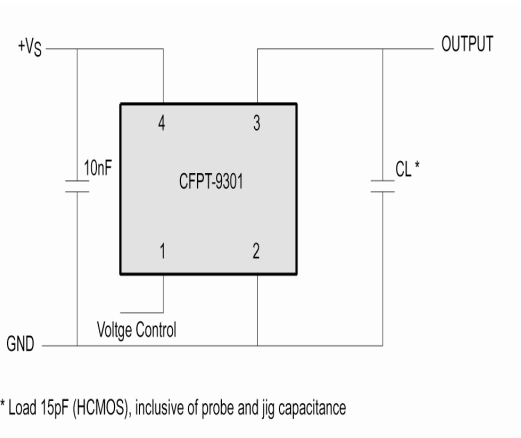 +VS
OUTPUT
4
3
10nF
CFPT-9301
CL *
1
2
Voltge Control
GND
* Load 15pF (HCMOS), inclusive of probe and jig capacitance